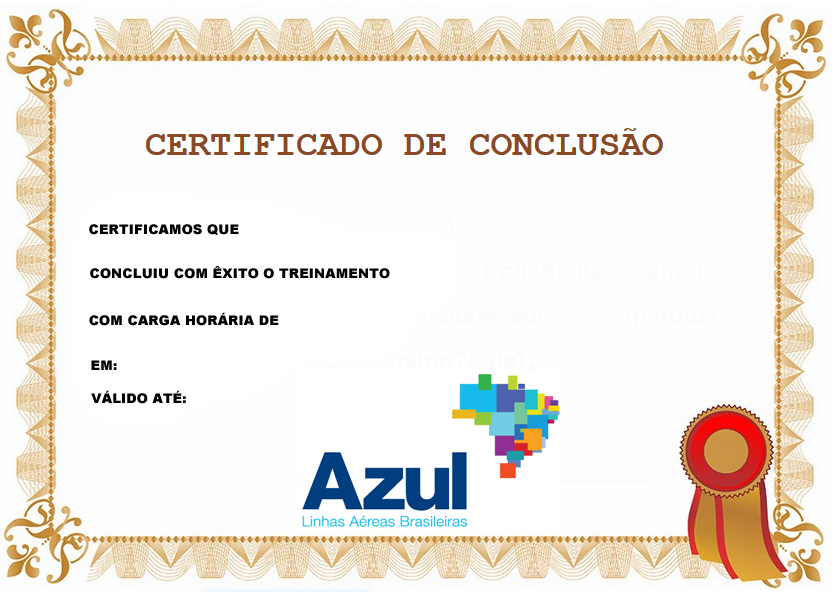 CERTIFICADO DE CONCLUSÃO
CERTIFICAMOS QUE
CONCLUIU COM ÊXITO O TREINAMENTO
COM CARGA HORÁRIA DE
EM:
VÁLIDO ATÉ:
Azul
Linhas Aéreas Brasileiras